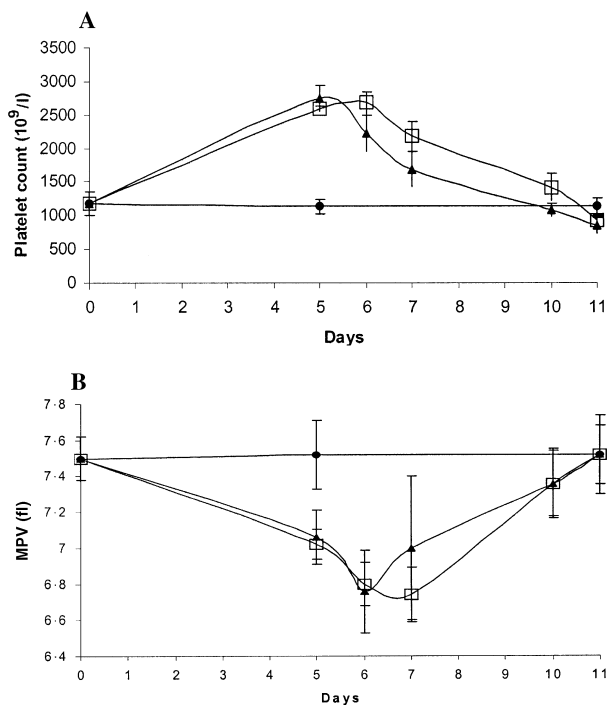 A
Platelet count (10⁹/l)
3500
3000
2500
2000
1500
1000
500
0
0 1 2 3 4 5 6 7 8 9 10 11
Days
B
MPV (fl)
7·8
7·6
7·4
7·2
7
6·8
6·6
6·4
0 1 2 3 4 5 6 7 8 9 10 11
Days